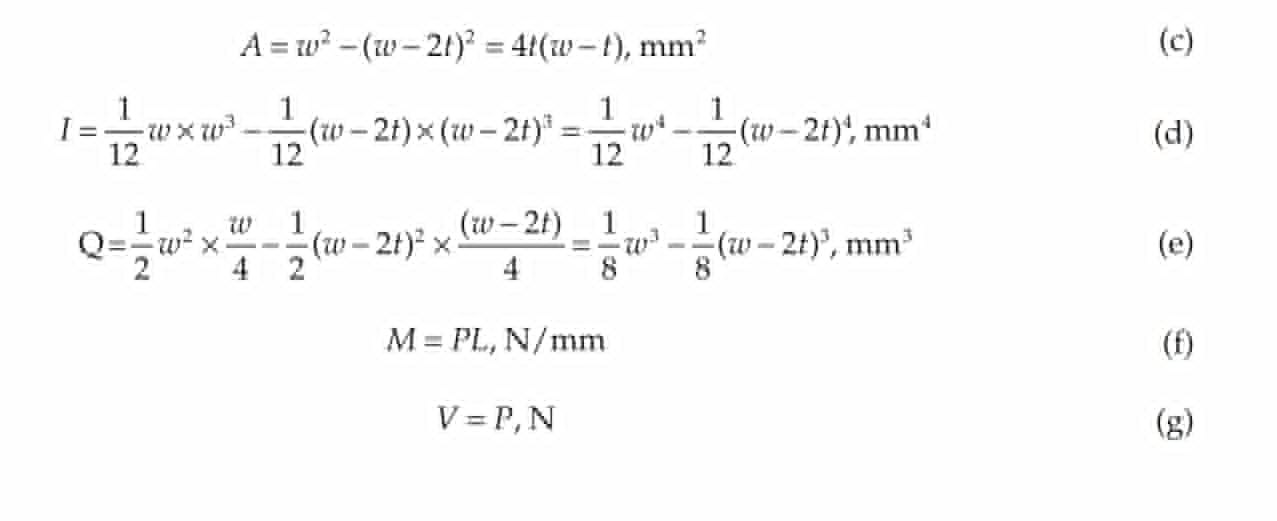 A = w² – (w – 2t)² = 4t(w – t), mm² (c)
I = 1/12 w × w³ – 1/12 (w – 2t) × (w – 2t)³ = 1/12 w⁴ – 1/12 (w – 2t)⁴, mm⁴ (d)
Q = 1/2 w² × w/4 – 1/2 (w – 2t)² × (w – 2t)/4 = 1/8 w³ – 1/8 (w – 2t)³, mm³ (e)
M = PL, N/mm (f)
V = P, N (g)